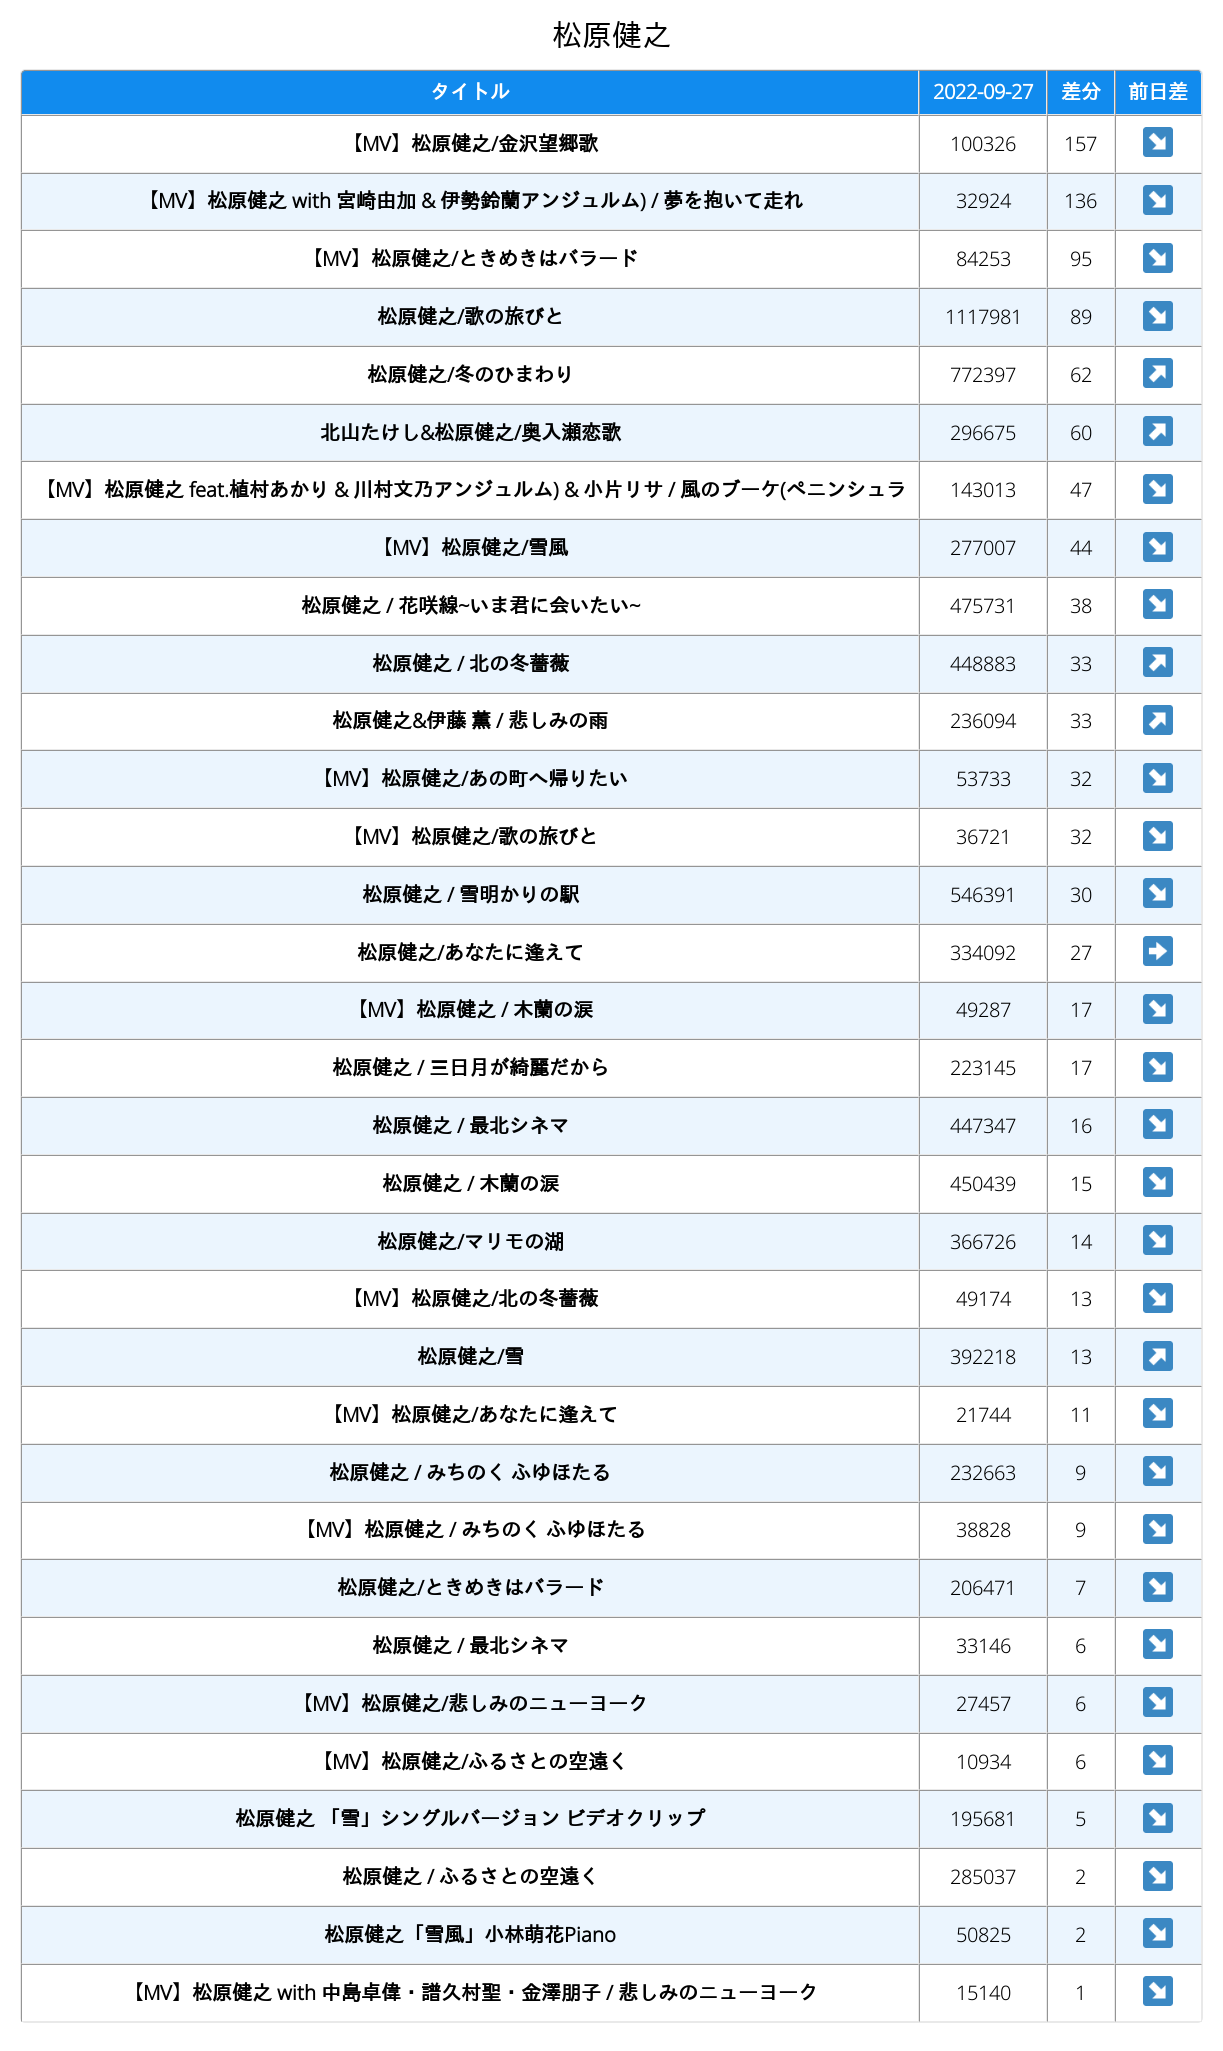 松原健之
タイトル 2022-09-27 差分 前日差
【MV】松原健之/金沢望郷歌 100326 157 ↘
【MV】松原健之 with 宮崎由加 & 伊勢鈴蘭アンジュルム) / 夢を抱いて走れ 32924 136 ↘
【MV】松原健之/ときめきはバラード 84253 95 ↘
松原健之/歌の旅びと 1117981 89 ↘
松原健之/冬のひまわり 772397 62 ↗
北山たけし&松原健之/奥入瀬恋歌 296675 60 ↗
【MV】松原健之 feat.植村あかり & 川村文乃アンジュルム) & 小片リサ / 風のブーケ(ペニンシュラ 143013 47 ↘
【MV】松原健之/雪風 277007 44 ↘
松原健之 / 花咲線~いま君に会いたい~ 475731 38 ↘
松原健之 / 北の冬薔薇 448883 33 ↗
松原健之&伊藤 薫 / 悲しみの雨 236094 33 ↗
【MV】松原健之/あの町へ帰りたい 53733 32 ↘
【MV】松原健之/歌の旅びと 36721 32 ↘
松原健之 / 雪明かりの駅 546391 30 ↘
松原健之/あなたに逢えて 334092 27 ➡
【MV】松原健之 / 木蘭の涙 49287 17 ↘
松原健之 / 三日月が綺麗だから 223145 17 ↘
松原健之 / 最北シネマ 447347 16 ↘
松原健之 / 木蘭の涙 450439 15 ↘
松原健之/マリモの湖 366726 14 ↘
【MV】松原健之/北の冬薔薇 49174 13 ↘
松原健之/雪 392218 13 ↗
【MV】松原健之/あなたに逢えて 21744 11 ↘
松原健之 / みちのく ふゆほたる 232663 9 ↘
【MV】松原健之 / みちのく ふゆほたる 38828 9 ↘
松原健之/ときめきはバラード 206471 7 ↘
松原健之 / 最北シネマ 33146 6 ↘
【MV】松原健之/悲しみのニューヨーク 27457 6 ↘
【MV】松原健之/ふるさとの空遠く 10934 6 ↘
松原健之 「雪」シングルバージョン ビデオクリップ 195681 5 ↘
松原健之 / ふるさとの空遠く 285037 2 ↘
松原健之「雪風」小林萌花Piano 50825 2 ↘
【MV】松原健之 with 中島卓偉・譜久村聖・金澤朋子 / 悲しみのニューヨーク 15140 1 ↘